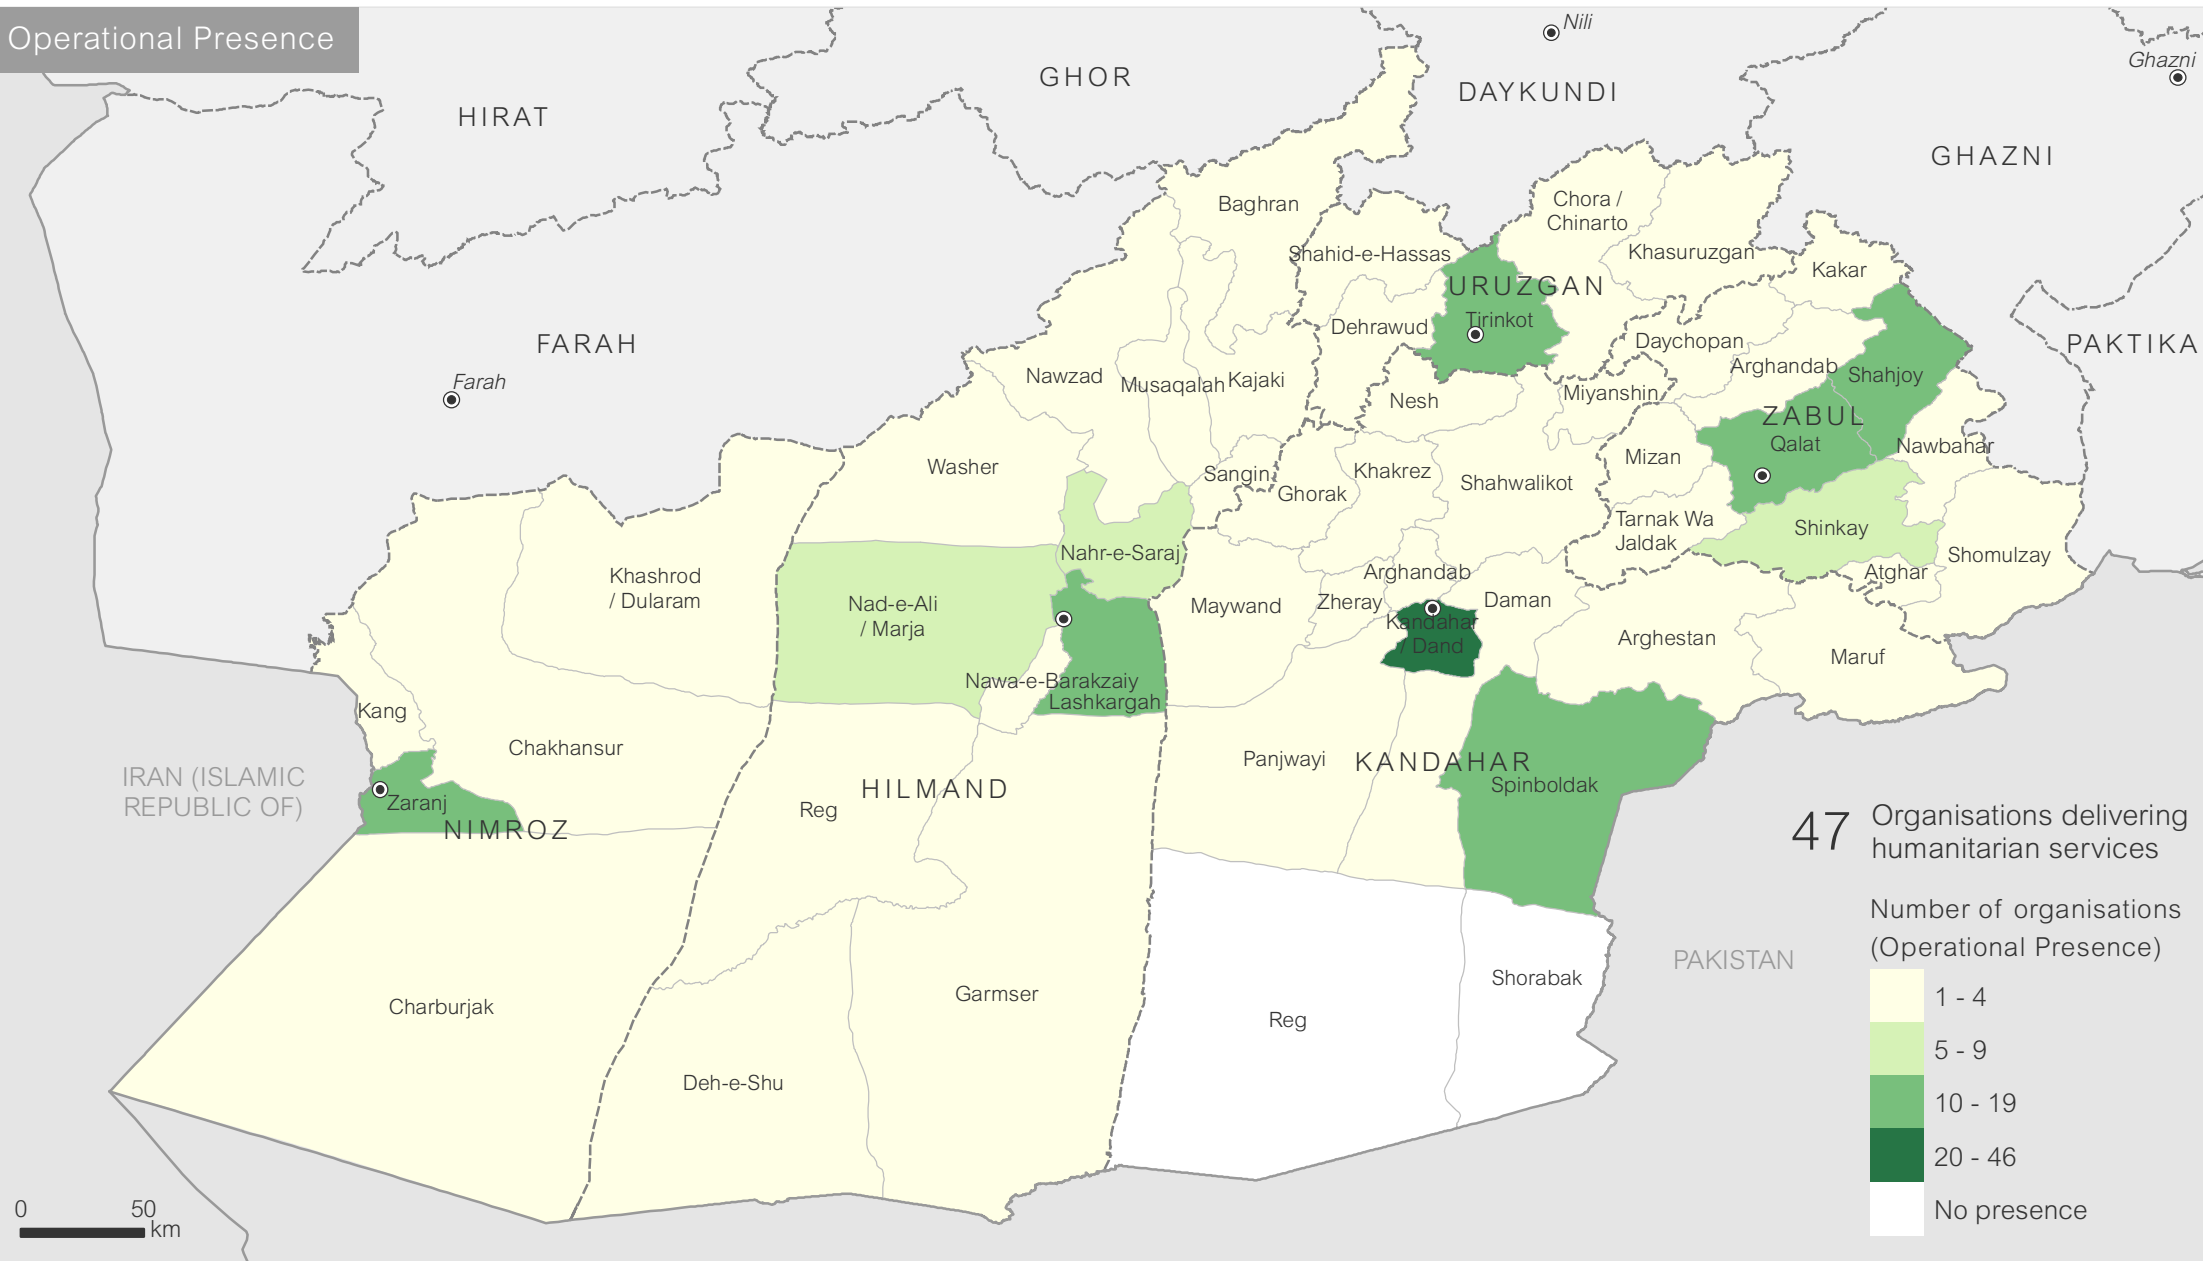 Operational Presence
Nili
Ghazni
HIRAT
GHOR
DAYKUNDI
GHAZNI
Baghran
Chora /
Chinarto
Shahid-e-Hassas
Khasuruzgan
Kakar
URUZGAN
Tirinkot
Dehrawud
FARAH
Farah
PAKTIKA
Daychopan
Arghandab
Shahjoy
Nawzad
Musaqalah
Kajaki
Nesh
Miyanshin
ZABUL
Qalat
Nawbahar
Washer
Sangin
Ghorak
Khakrez
Shahwalikot
Mizan
Tarnak Wa
Jaldak
Shinkay
Shomulzay
Atghar
Nahr-e-Saraj
Khashrod
/ Dularam
Nad-e-Ali
/ Marja
Maywand
Zheray
Arghandab
Daman
Kandahar
/ Dand
Arghestan
Maruf
Nawa-e-Barakzaiy
Lashkargah
Kang
Chakhansur
Panjwayi
KANDAHAR
Spinboldak
IRAN (ISLAMIC
REPUBLIC OF)
Zaranj
NIMROZ
Reg
HILMAND
Charburjak
Garmser
Deh-e-Shu
Reg
Shorabak
PAKISTAN
47
Organisations delivering
humanitarian services
Number of organisations
(Operational Presence)
1 - 4
5 - 9
10 - 19
20 - 46
No presence
0
50
km